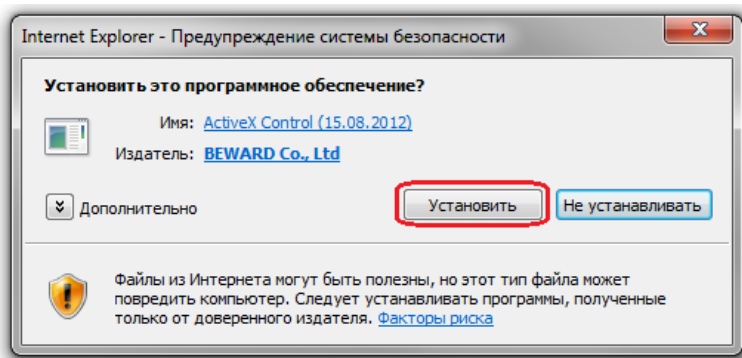 Internet Explorer - Предупреждение системы безопасности
Установить это программное обеспечение?
Имя: ActiveX Control (15.08.2012)
Издатель: BEWARD Co., Ltd
Дополнительно
Установить
Не устанавливать
Файлы из Интернета могут быть полезны, но этот тип файла может
повредить компьютер. Следует устанавливать программы, полученные
только от доверенного издателя. Факторы риска